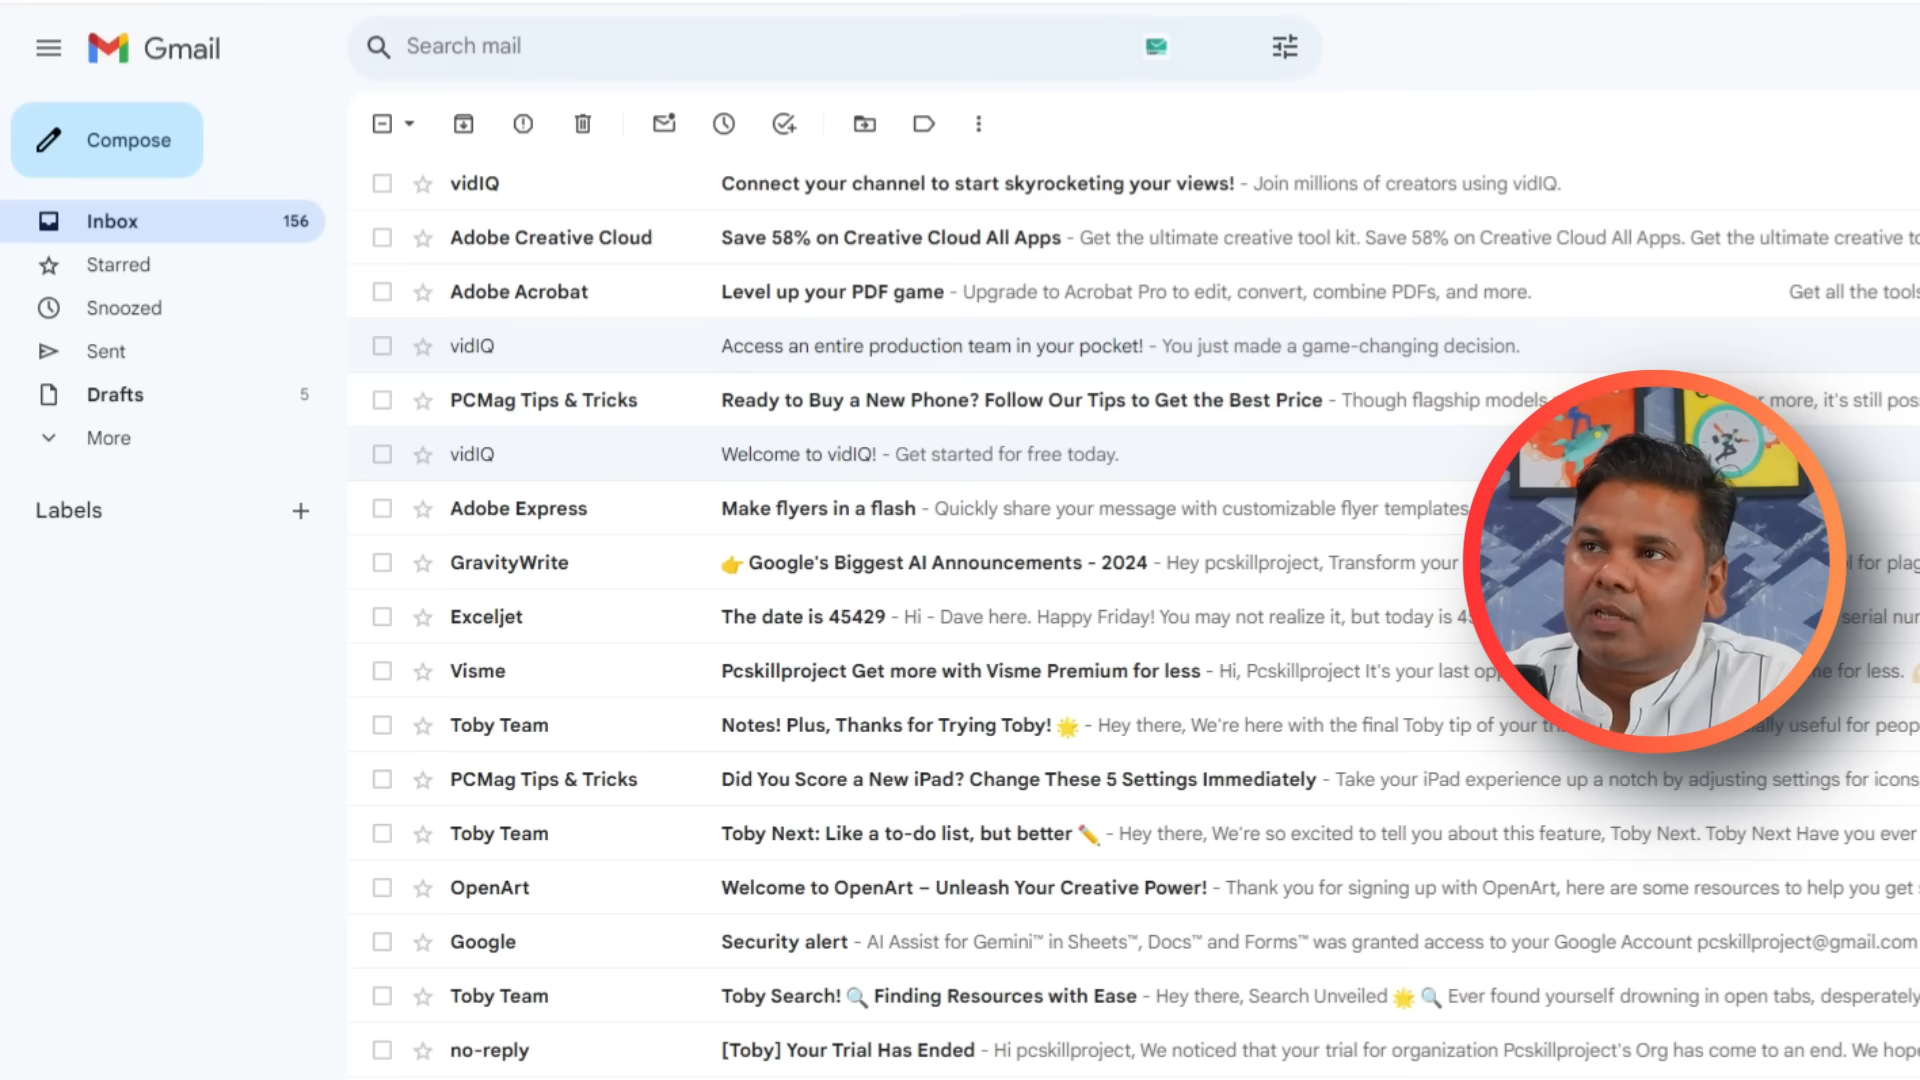 Gmail
Search mail
Compose
Inbox 156
Starred
Snoozed
Sent
Drafts 5
More
Labels
vidIQ Connect your channel to start skyrocketing your views! - Join millions of creators using vidIQ.
Adobe Creative Cloud Save 58% on Creative Cloud All Apps - Get the ultimate creative tool kit. Save 58% on Creative Cloud All Apps. Get the ultimate creative
Adobe Acrobat Level up your PDF game - Upgrade to Acrobat Pro to edit, convert, combine PDFs, and more. Get all the tools
vidIQ Access an entire production team in your pocket! - You just made a game-changing decision.
PCMag Tips & Tricks Ready to Buy a New Phone? Follow Our Tips to Get the Best Price - Though flagship models more, it's still
vidIQ Welcome to vidIQ! - Get started for free today.
Adobe Express Make flyers in a flash - Quickly share your message with customizable flyer templates
GravityWrite 👉 Google's Biggest AI Announcements - 2024 - Hey pcskillproject, Transform your for
Exceljet The date is 45429 - Hi - Dave here. Happy Friday! You may not realize it, but today is serial
Visme Pcskillproject Get more with Visme Premium for less - Hi, Pcskillproject It's your last for less.
Toby Team Notes! Plus, Thanks for Trying Toby! 🌟 - Hey there, We're here with the final Toby tip of your useful for
PCMag Tips & Tricks Did You Score a New iPad? Change These 5 Settings Immediately - Take your iPad experience up a notch by adjusting settings for icons
Toby Team Toby Next: Like a to-do list, but better ✏️ - Hey there, We're so excited to tell you about this feature, Toby Next. Toby Next Have you ever
OpenArt Welcome to OpenArt – Unleash Your Creative Power! - Thank you for signing up with OpenArt, here are some resources to help you get
Google Security alert - AI Assist for Gemini™ in Sheets™, Docs™ and Forms™ was granted access to your Google Account pcskillproject@gmail.com
Toby Team Toby Search! 🔍 Finding Resources with Ease - Hey there, Search Unveiled 🌟 🔍 Ever found yourself drowning in open tabs, desperately
no-reply [Toby] Your Trial Has Ended - Hi pcskillproject, We noticed that your trial for organization Pcskillproject's Org has come to an end. We